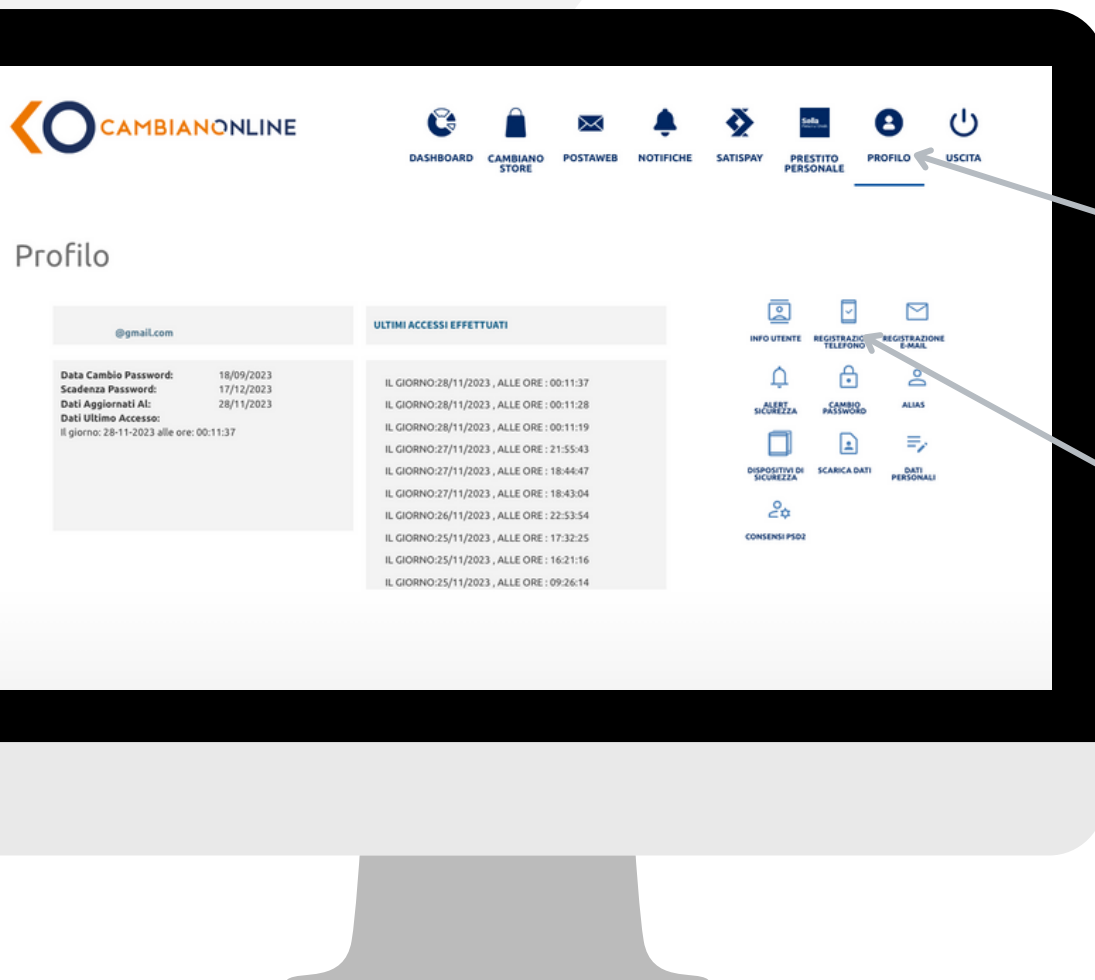 CAMBIANONLINE
DASHBOARD
CAMBIANO
STORE
POSTAWEB
NOTIFICHE
SATISPAY
Sella
PRESTITO
PERSONALE
PROFILO
USCITA
Profilo
@gmail.com
Data Cambio Password: 18/09/2023
Scadenza Password: 17/12/2023
Dati Aggiornati Al: 28/11/2023
Dati Ultimo Accesso:
Il giorno: 28-11-2023 alle ore: 00:11:37
ULTIMI ACCESSI EFFETTUATI
IL GIORNO:28/11/2023 , ALLE ORE : 00:11:37
IL GIORNO:28/11/2023 , ALLE ORE : 00:11:28
IL GIORNO:28/11/2023 , ALLE ORE : 00:11:19
IL GIORNO:27/11/2023 , ALLE ORE : 21:55:43
IL GIORNO:27/11/2023 , ALLE ORE : 18:44:47
IL GIORNO:27/11/2023 , ALLE ORE : 18:43:04
IL GIORNO:26/11/2023 , ALLE ORE : 22:53:54
IL GIORNO:25/11/2023 , ALLE ORE : 17:32:25
IL GIORNO:25/11/2023 , ALLE ORE : 16:21:16
IL GIORNO:25/11/2023 , ALLE ORE : 09:26:14
INFO UTENTE
REGISTRAZIONE
TELEFONO
REGISTRAZIONE
E-MAIL
ALERT
SICUREZZA
CAMBIO
PASSWORD
ALIAS
DISPOSITIVI DI
SICUREZZA
SCARICA DATI
DATI
PERSONALI
CONSENSI PSD2